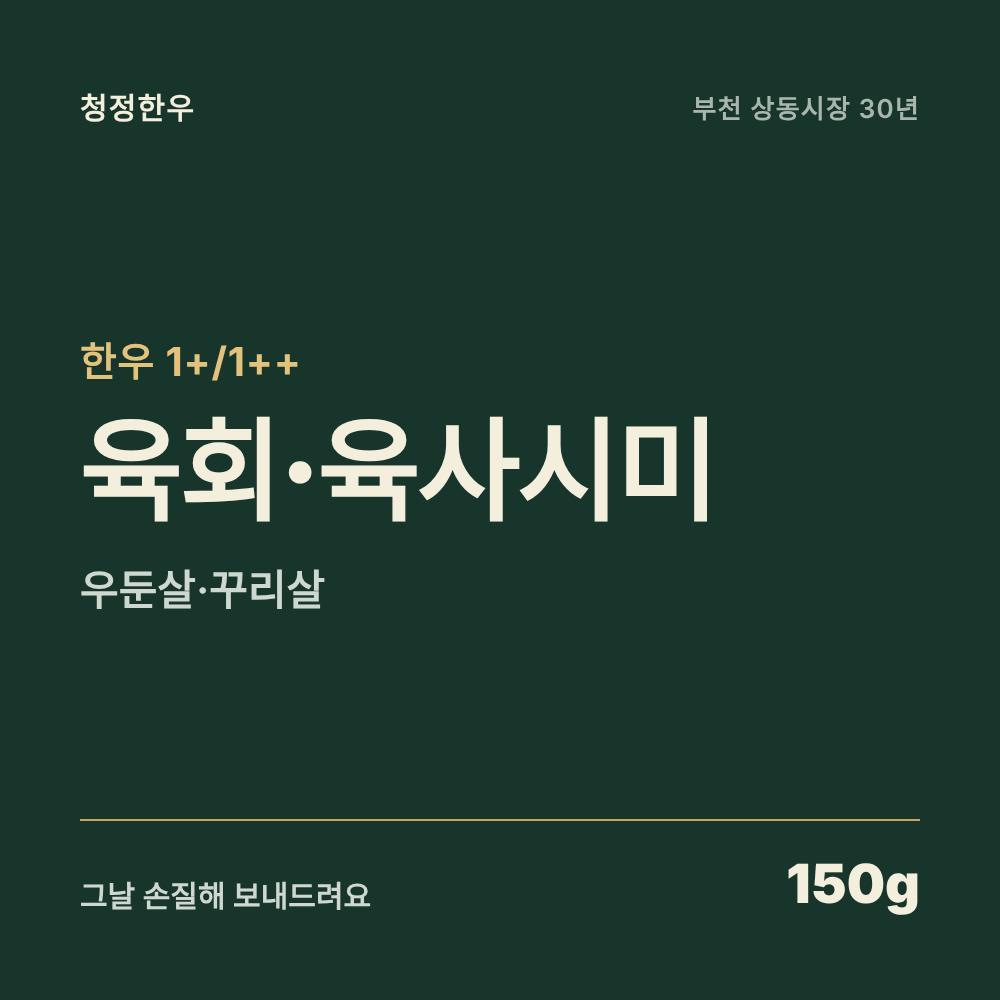 청정한우
부천 상동시장 30년
한우 1+/1++
육회·육사시미
우둔살·꾸리살
그날 손질해 보내드려요
150g